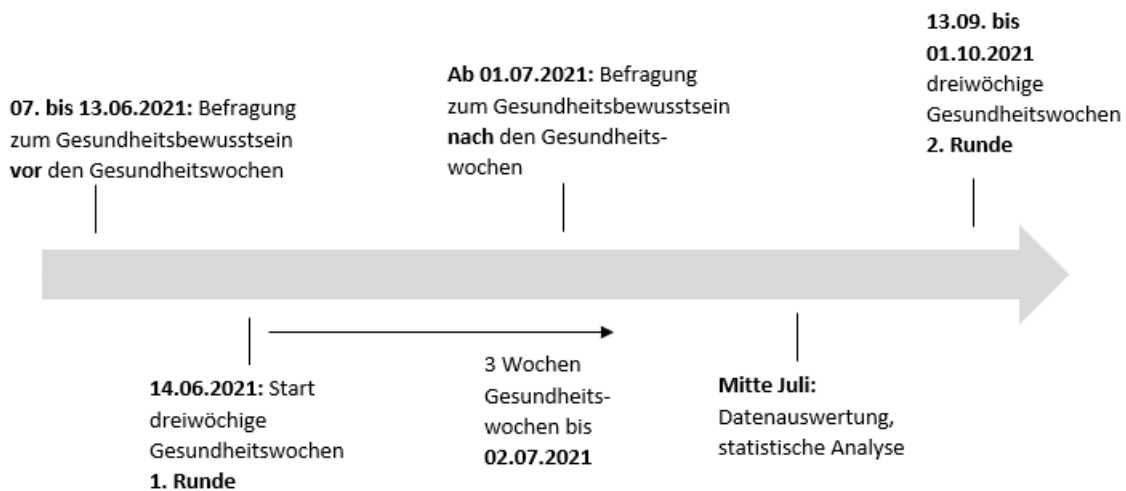 07. bis 13.06.2021: Befragung
zum Gesundheitsbewusstsein
vor den Gesundheitswochen
Ab 01.07.2021: Befragung
zum Gesundheitsbewusstsein
nach den Gesundheits-
wochen
13.09. bis
01.10.2021
dreiwöchige
Gesundheitswochen
2. Runde
14.06.2021: Start
dreiwöchige
Gesundheitswochen
1. Runde
3 Wochen
Gesundheits-
wochen bis
02.07.2021
Mitte Juli:
Datenauswertung,
statistische Analyse